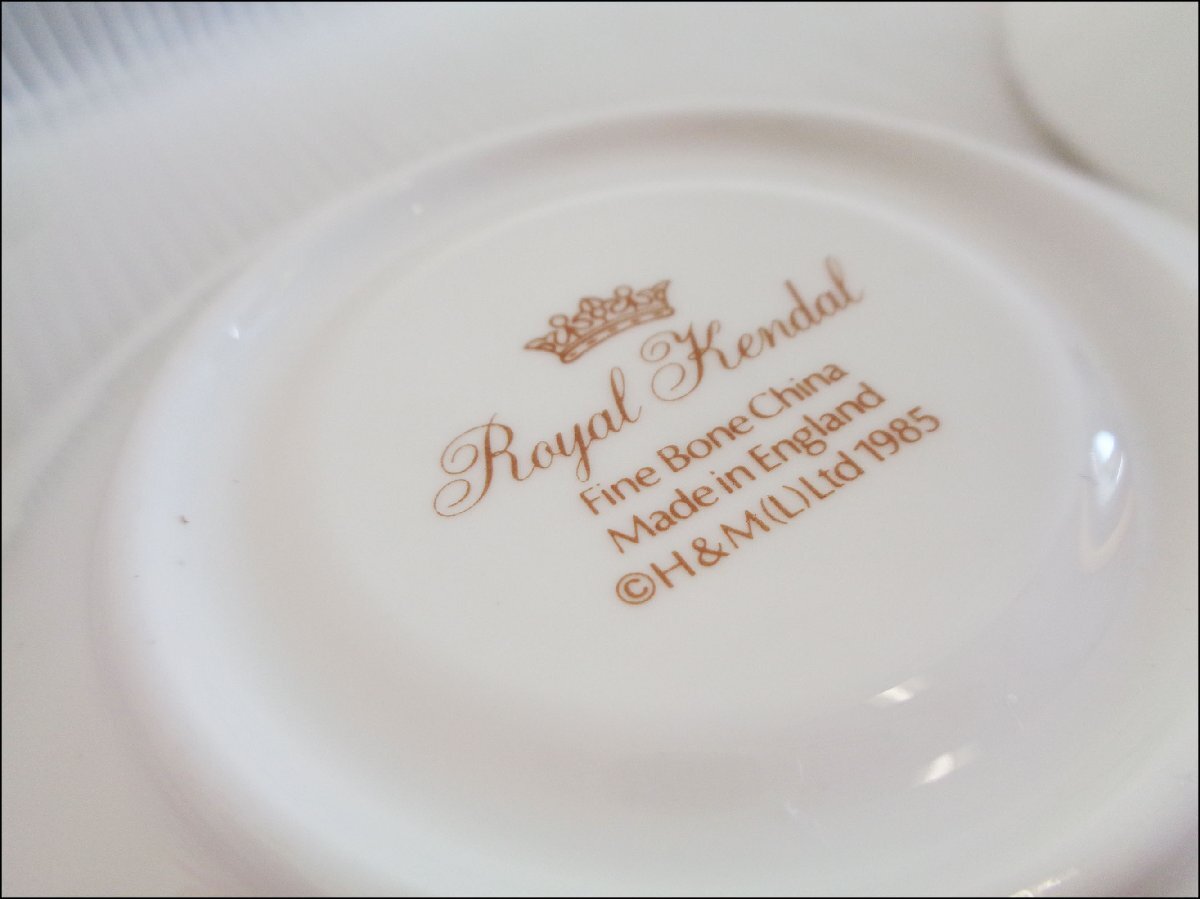 Royal Kendal
Fine Bone China
Made in England
©H&M(L)Ltd 1985